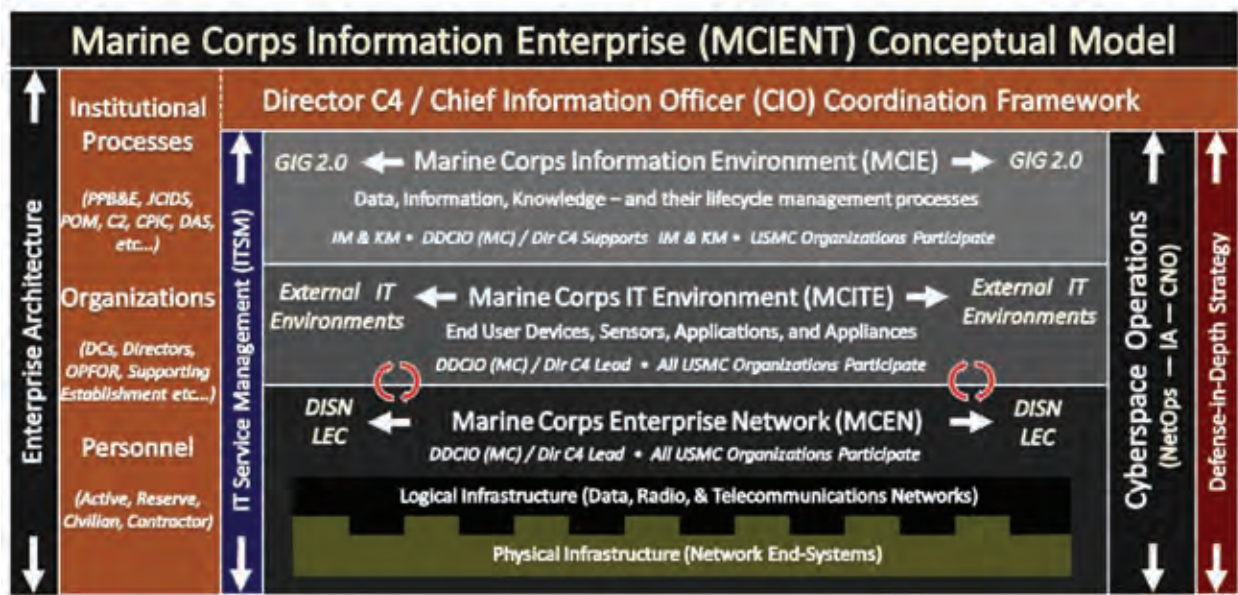 Marine Corps Information Enterprise (MCIENT) Conceptual Model
Enterprise Architecture
Institutional
Processes
(PPB&E, JCIDS,
POM, C2, CPIC, DAS,
etc...)
Organizations
(DCs, Directors,
OPFOR, Supporting
Establishment etc...)
Personnel
(Active, Reserve,
Civilian, Contractor)
Director C4 / Chief Information Officer (CIO) Coordination Framework
IT Service Management (ITSM)
GIG 2.0
Marine Corps Information Environment (MCIE)
GIG 2.0
Data, Information, Knowledge – and their lifecycle management processes
IM & KM • DDCIO (MC) / Dir C4 Supports IM & KM • USMC Organizations Participate
External IT
Environments
Marine Corps IT Environment (MCITE)
External IT
Environments
End User Devices, Sensors, Applications, and Appliances
DDCIO (MC) / Dir C4 Lead • All USMC Organizations Participate
DISN
LEC
Marine Corps Enterprise Network (MCEN)
DISN
LEC
DDCIO (MC) / Dir C4 Lead • All USMC Organizations Participate
Logical Infrastructure (Data, Radio, & Telecommunications Networks)
Physical Infrastructure (Network End-Systems)
Cyberspace Operations
(NetOps — IA — CNO)
Defense-in-Depth Strategy